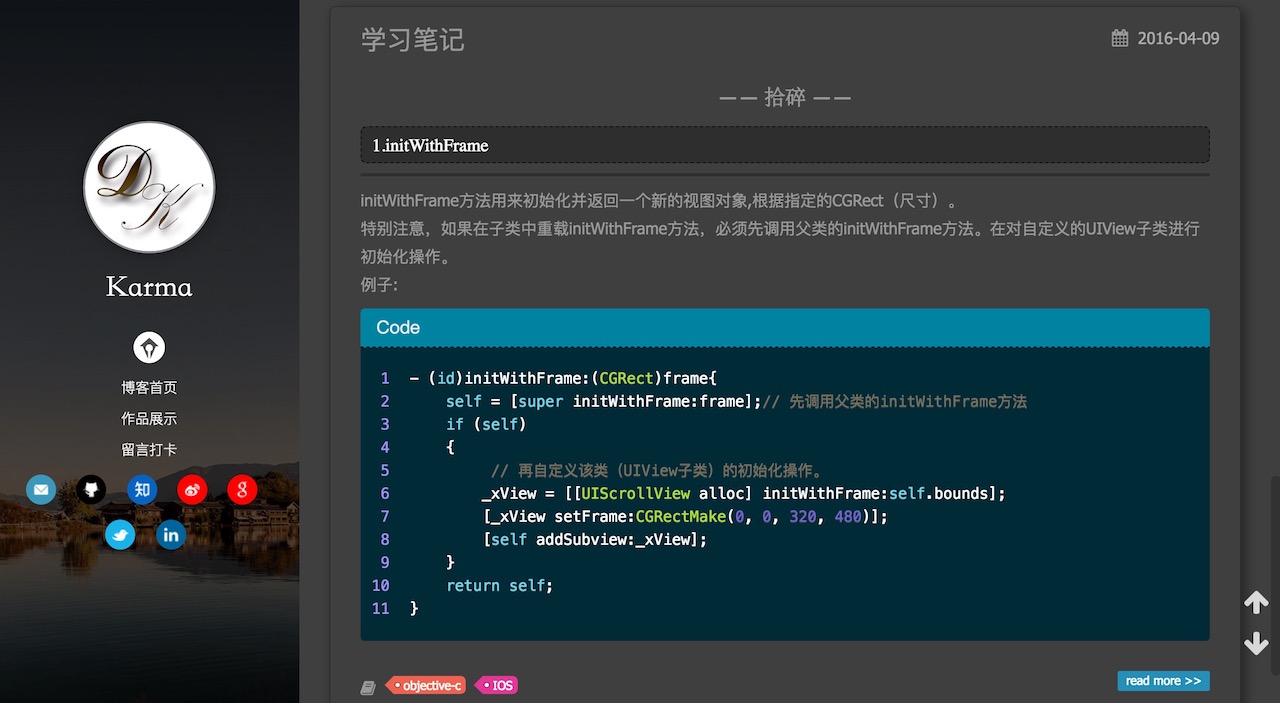 DK
Karma
博客首页
作品展示
留言打卡
知
学习笔记
2016-04-09
—— 拾碎 ——
1.initWithFrame
initWithFrame方法用来初始化并返回一个新的视图对象,根据指定的CGRect（尺寸）。
特别注意，如果在子类中重载initWithFrame方法，必须先调用父类的initWithFrame方法。在对自定义的UIView子类进行
初始化操作。
例子:
Code
1 - (id)initWithFrame:(CGRect)frame{
2     self = [super initWithFrame:frame];// 先调用父类的initWithFrame方法
3     if (self)
4     {
5          // 再自定义该类（UIView子类）的初始化操作。
6         _xView = [[UIScrollView alloc] initWithFrame:self.bounds];
7         [_xView setFrame:CGRectMake(0, 0, 320, 480)];
8         [self addSubview:_xView];
9     }
10     return self;
11 }
objective-c
IOS
read more >>